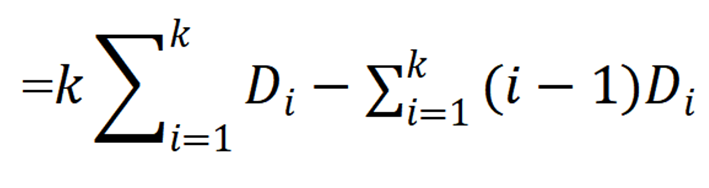 =k∑_{i=1}^{k} D_i − ∑_{i=1}^{k} (i − 1)D_i